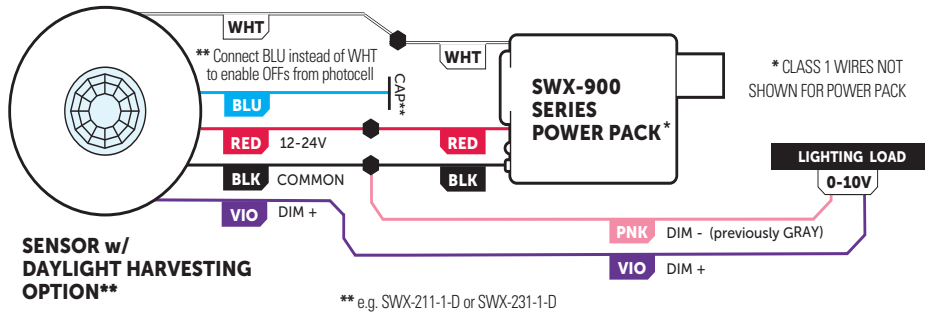 WHT
** Connect BLU instead of WHT
to enable OFFs from photocell
WHT
CAP**
BLU
RED 12-24V
RED
BLK COMMON
BLK
VIO DIM +
SWX-900
SERIES
POWER PACK*
* CLASS 1 WIRES NOT
SHOWN FOR POWER PACK
LIGHTING LOAD
0-10V
PNK DIM - (previously GRAY)
VIO DIM +
SENSOR w/
DAYLIGHT HARVESTING
OPTION**
** e.g. SWX-211-1-D or SWX-231-1-D